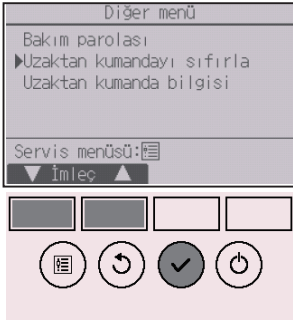 Diğer menü
Bakım parolası
▶Uzaktan kumandayı sıfırla
Uzaktan kumanda bilgisi
Servis menüsü:
▼ İmleç ▲